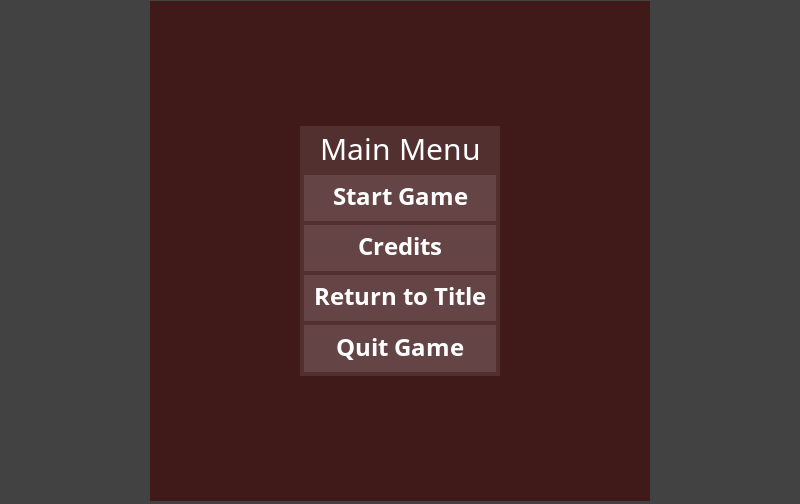 Main Menu
Start Game
Credits
Return to Title
Quit Game